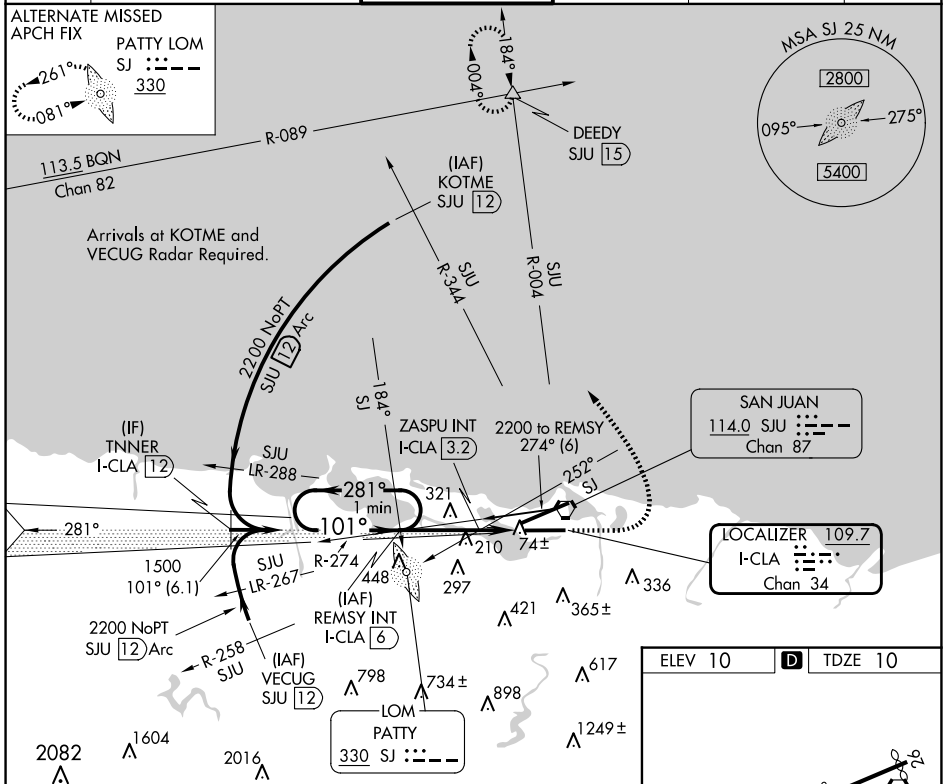 ALTERNATE MISSED
APCH FIX
PATTY LOM
SJ
330
261°
081°
184°
004°
MSA SJ 25 NM
2800
095°
275°
5400
DEEDY
SJU 15
R-089
113.5 BQN
Chan 82
(IAF)
KOTME
SJU 12
Arrivals at KOTME and
VECUG Radar Required.
SJU
R-344
SJU
R-004
2200 NoPT
SJU 12 Arc
184°
SJ
SAN JUAN
114.0 SJU
Chan 87
ZASPU INT
I-CLA 3.2
2200 to REMSY
274° (6)
252°
SJ
(IF)
TNNER
I-CLA 12
SJU
LR-288
281°
1 min
101°
321
281°
210
74±
LOCALIZER 109.7
I-CLA
Chan 34
1500
101° (6.1)
SJU
LR-267
R-274
448
297
336
(IAF)
REMSY INT
I-CLA 6
421
365±
2200 NoPT
SJU 12 Arc
R-258
SJU
(IAF)
VECUG
SJU 12
798
734±
898
617
1249±
LOM
PATTY
330 SJ
2082
1604
2016
ELEV 10
D
TDZE 10
26